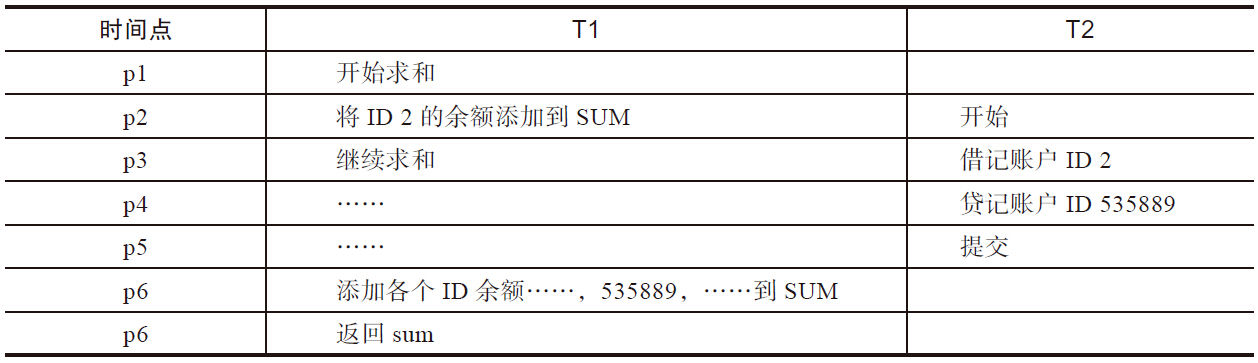 时间点 T1 T2
p1 开始求和
p2 将 ID 2 的余额添加到 SUM 开始
p3 继续求和 借记账户 ID 2
p4 …… 贷记账户 ID 535889
p5 …… 提交
p6 添加各个 ID 余额……，535889，……到 SUM
p6 返回 sum